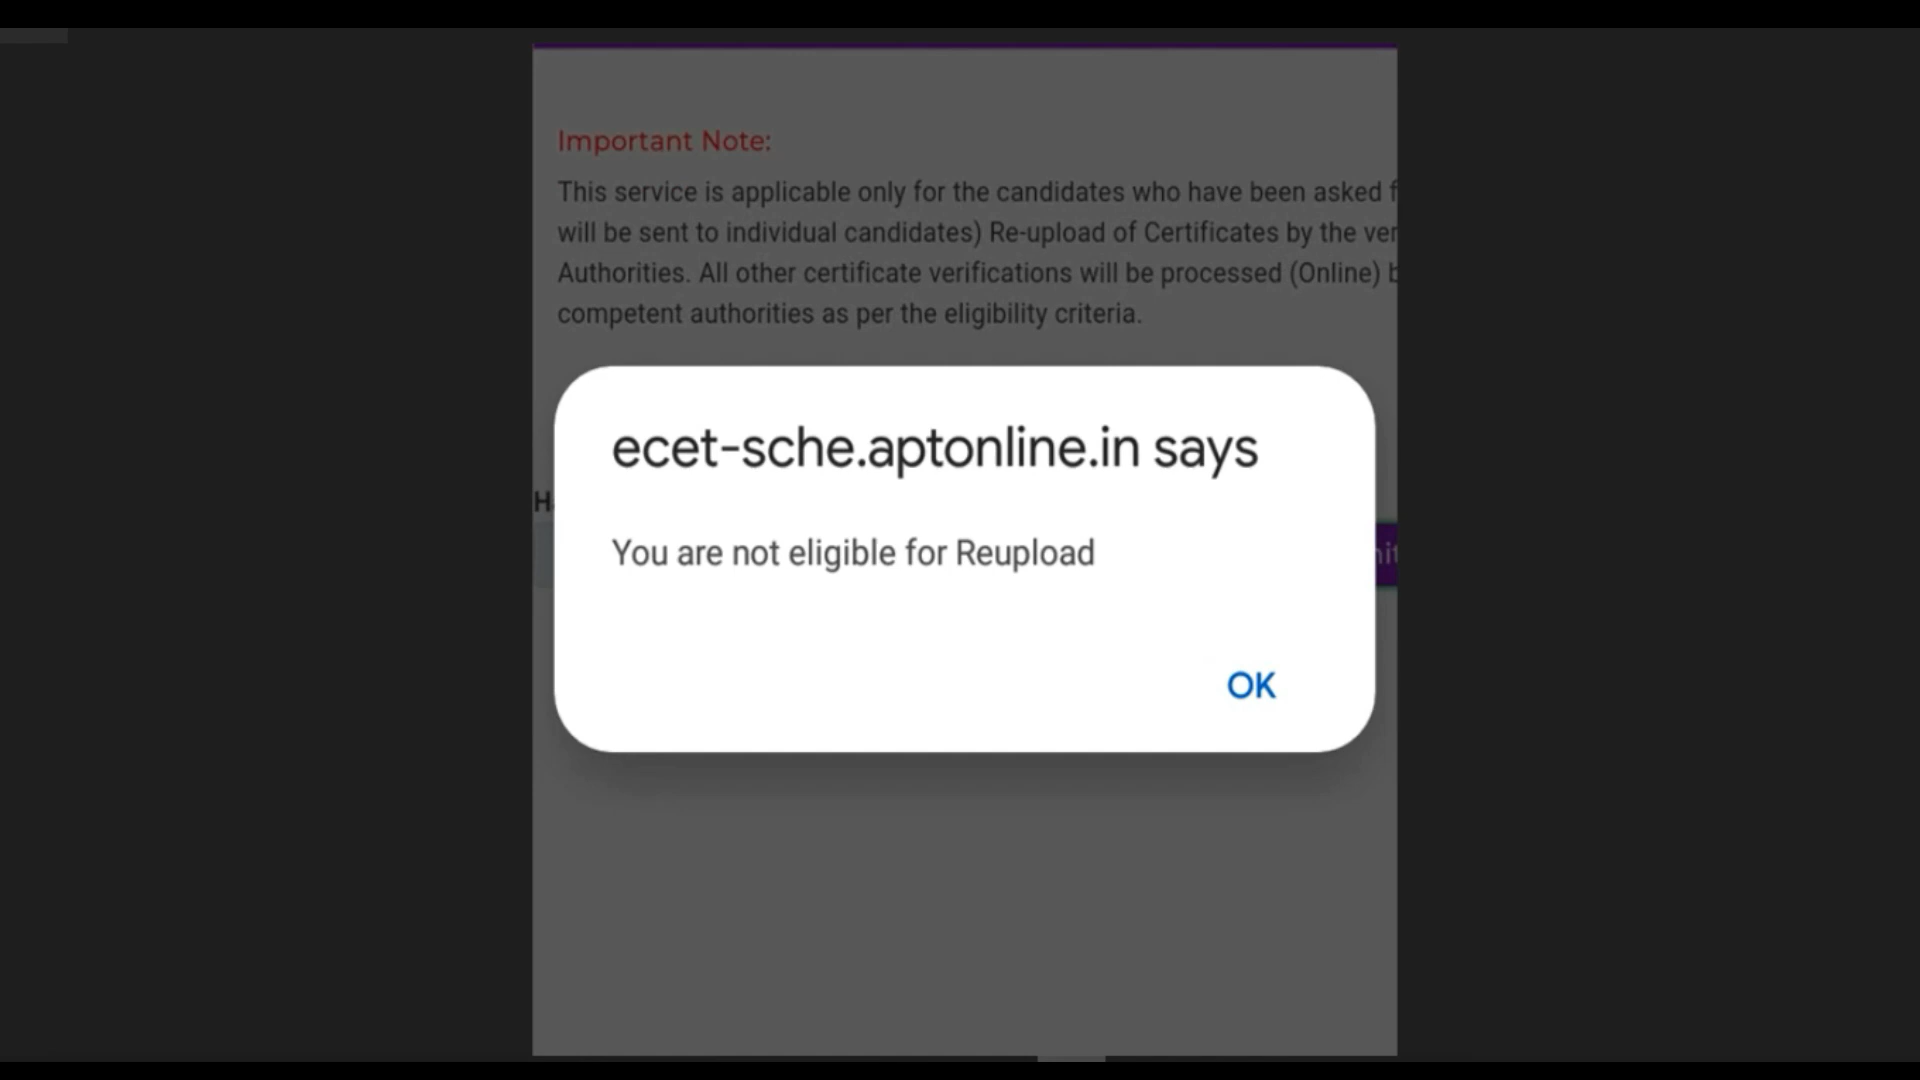 Important Note:
This service is applicable only for the candidates who have been asked
will be sent to individual candidates) Re-upload of Certificates by the
Authorities. All other certificate verifications will be processed (Online)
competent authorities as per the eligibility criteria.
ecet-sche.aptonline.in says
You are not eligible for Reupload
OK